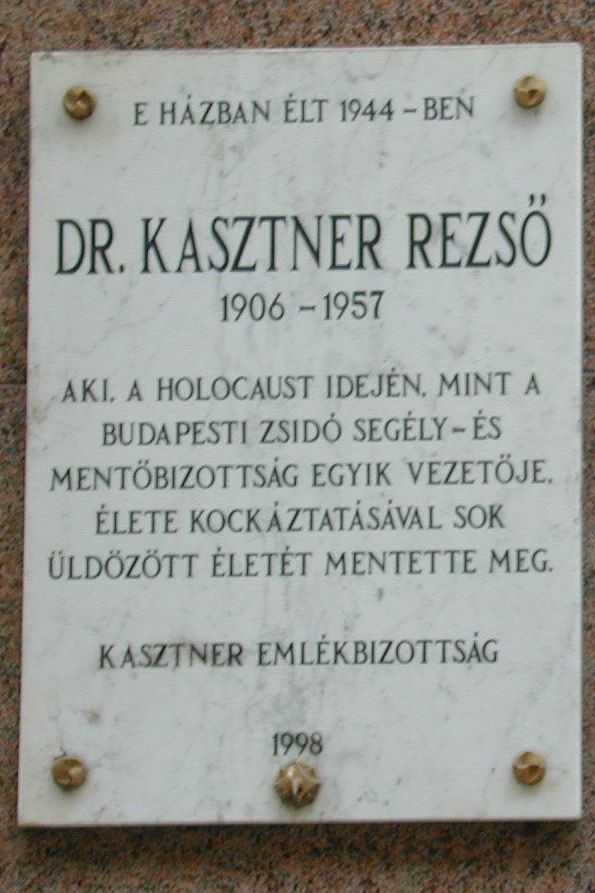 E HÁZBAN ÉLT 1944 – BEN
DR. KASZTNER REZSŐ
1906 – 1957
AKI, A HOLOCAUST IDEJÉN, MINT A
BUDAPESTI ZSIDÓ SEGÉLY – ÉS
MENTŐBIZOTTSÁG EGYIK VEZETŐJE,
ÉLETE KOCKÁZTATÁSÁVAL SOK
ÜLDÖZÖTT ÉLETÉT MENTETTE MEG.
KASZTNER EMLÉKBIZOTTSÁG
1998